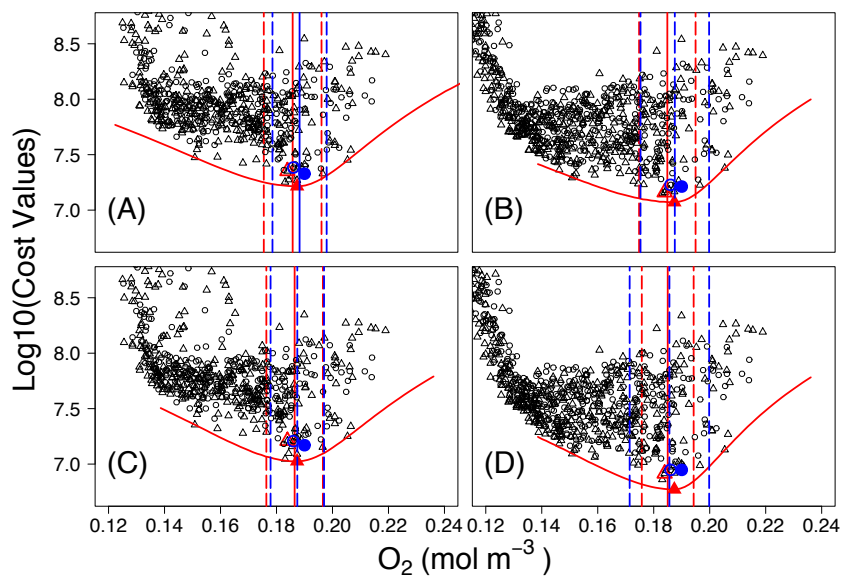 8.5
8.0
7.5
7.0
(A)
(B)
8.5
8.0
7.5
7.0
(C)
(D)
Log10(Cost Values)
0.12 0.14 0.16 0.18 0.20 0.22 0.12 0.14 0.16 0.18 0.20 0.22 0.24
O₂ (mol m⁻³ )